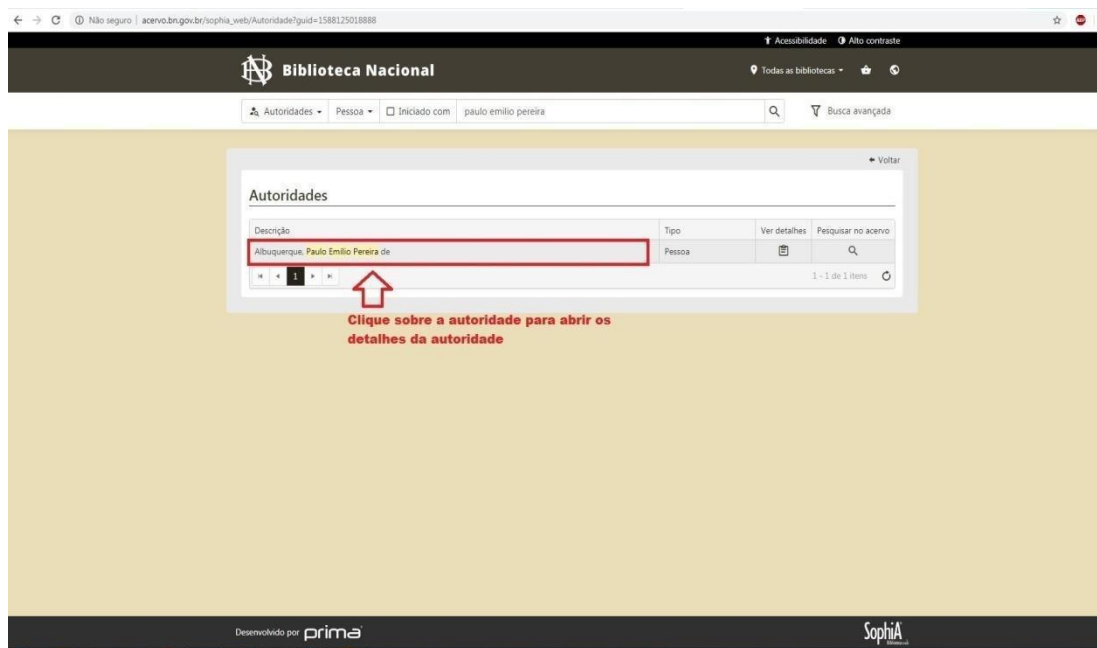 Não seguro | acervo.bn.gov.br/sophia_web/Autoridade?guid=1588125018888
Acessibilidade Alto contraste
Biblioteca Nacional
Todas as bibliotecas
Autoridades Pessoa Iniciado com paulo emilio pereira Busca avançada
Voltar
Autoridades
Descrição Tipo Ver detalhes Pesquisar no acervo
Albuquerque, Paulo Emilio Pereira de Pessoa
1 1 - 1 de 1 itens
Clique sobre a autoridade para abrir os
detalhes da autoridade
Desenvolvido por prima SophiA